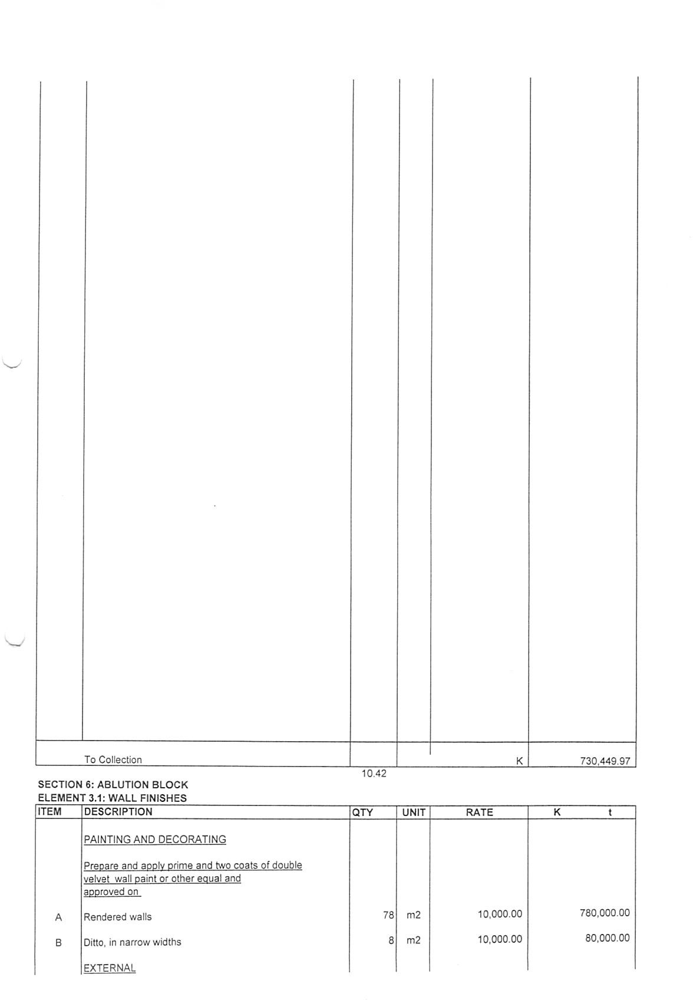 To Collection K 730,449.97
10.42
SECTION 6: ABLUTION BLOCK
ELEMENT 3.1: WALL FINISHES
ITEM DESCRIPTION QTY UNIT RATE K t
PAINTING AND DECORATING
Prepare and apply prime and two coats of double
velvet wall paint or other equal and
approved on
A Rendered walls 78 m2 10,000.00 780,000.00
B Ditto, in narrow widths 8 m2 10,000.00 80,000.00
EXTERNAL